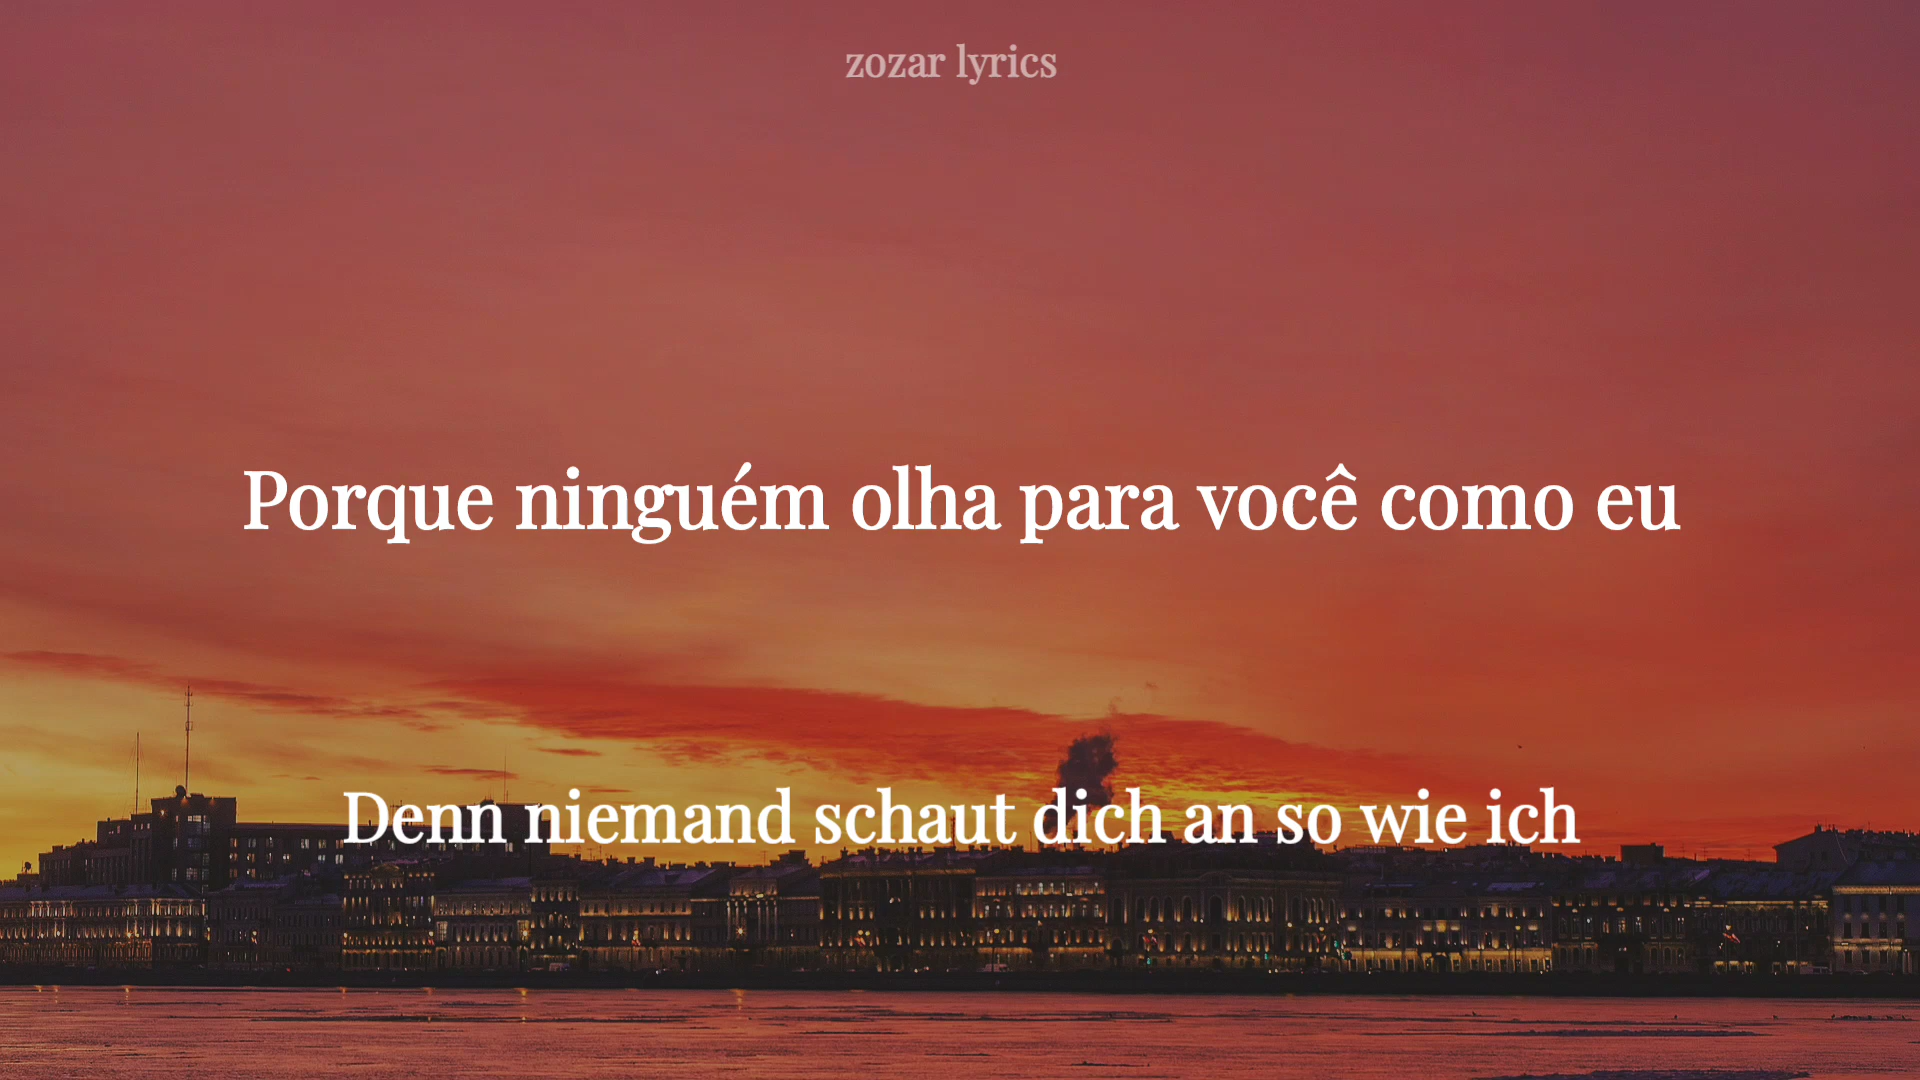 zozar lyrics
Porque ninguém olha para você como eu
Denn niemand schaut dich an so wie ich